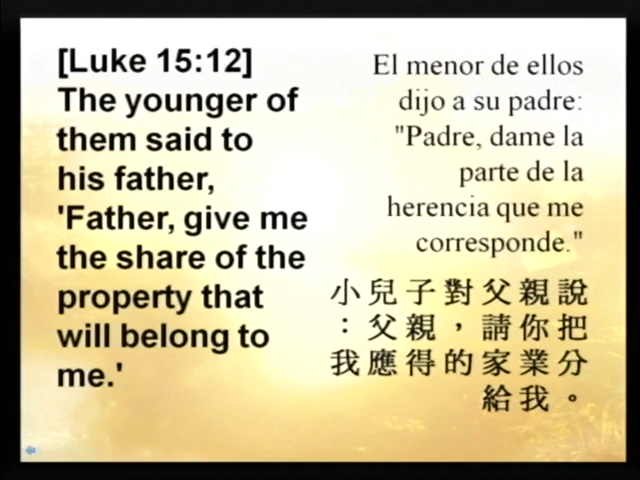 [Luke 15:12]
The younger of
them said to
his father,
'Father, give me
the share of the
property that
will belong to
me.'
El menor de ellos
dijo a su padre:
"Padre, dame la
parte de la
herencia que me
corresponde."
小兒子對父親說
：父親，請你把
我應得的家業分
給我。